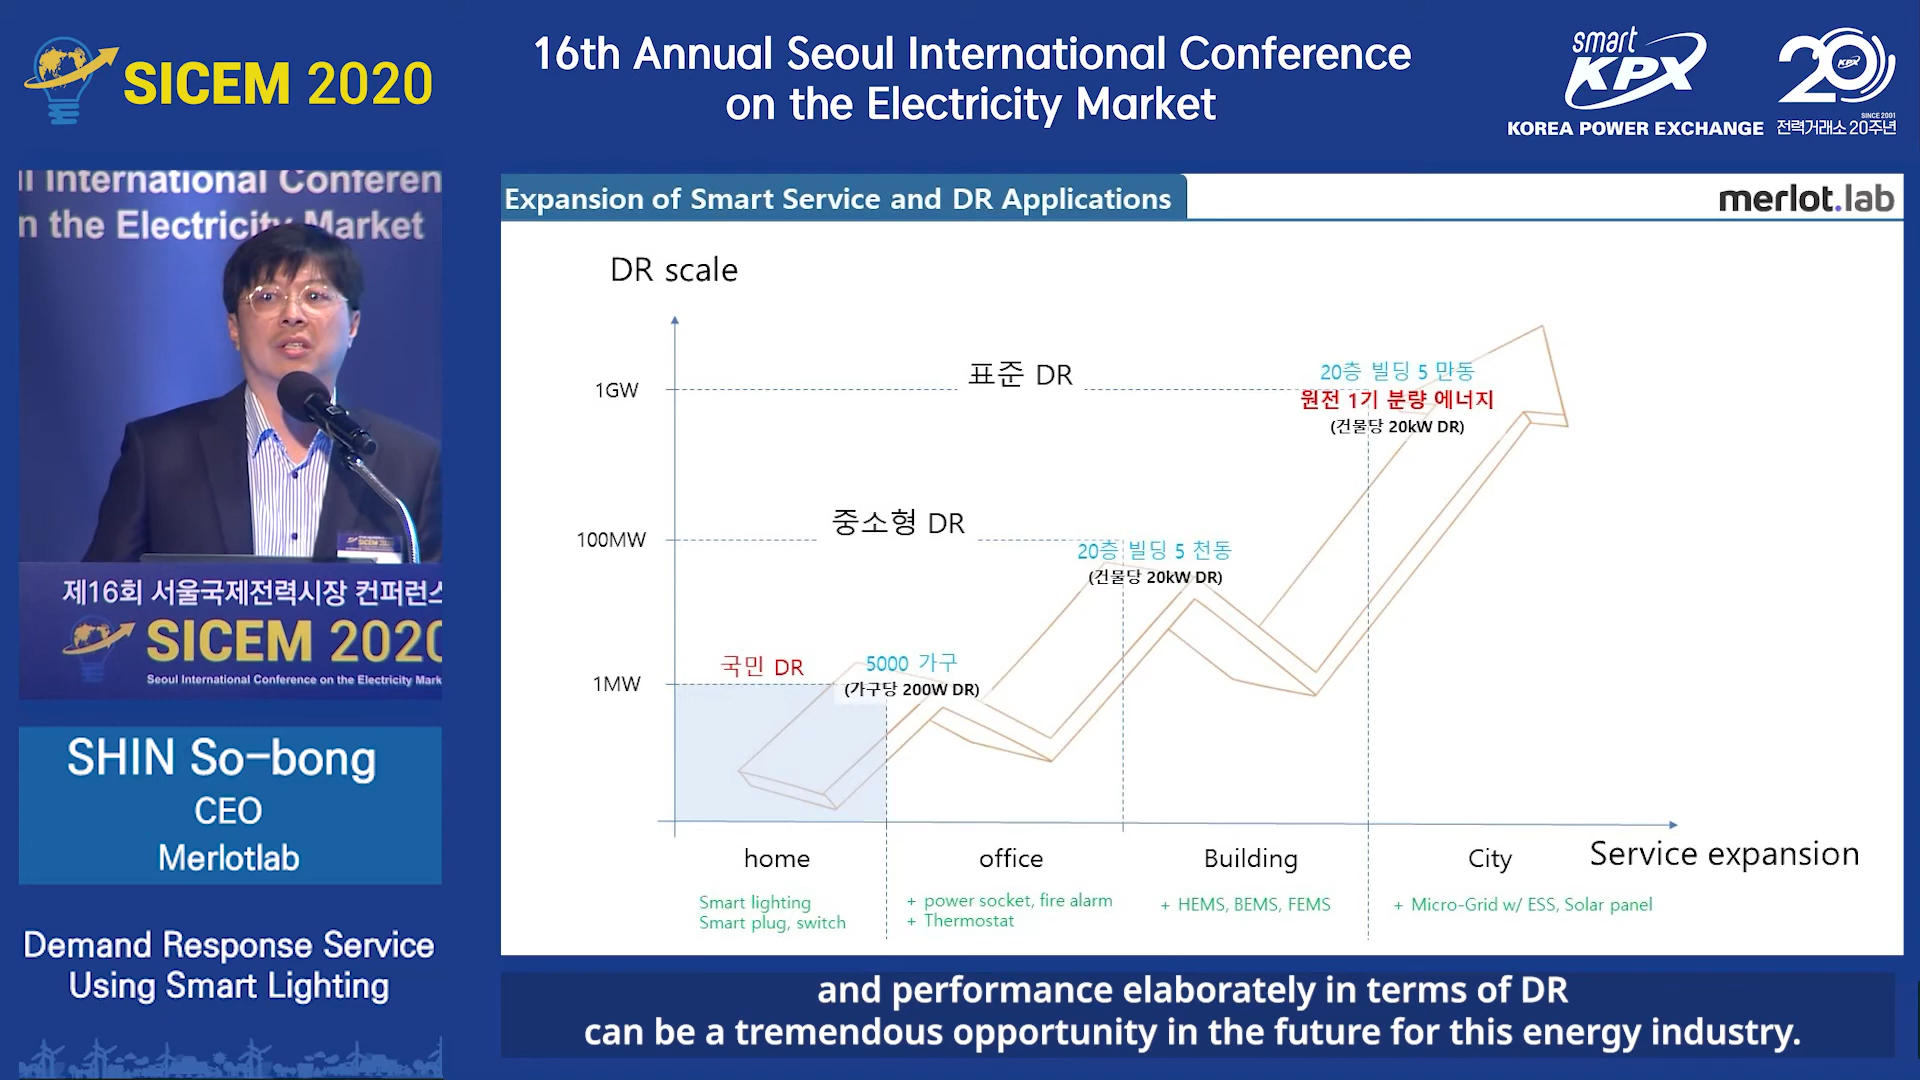 SICEM 2020
16th Annual Seoul International Conference
on the Electricity Market
smart
KPX
KOREA POWER EXCHANGE
20
KPX
SINCE 2001
전력거래소 20주년
l International Conferen
n the Electricity Market
SICEM 2020
제16회 서울국제전력시장 컨퍼런스
SICEM 2020
Seoul International Conference on the Electricity Mark
SHIN So-bong
CEO
Merlotlab
Demand Response Service
Using Smart Lighting
Expansion of Smart Service and DR Applications
merlot.lab
DR scale
1GW
표준 DR
20층 빌딩 5 만동
원전 1기 분량 에너지
(건물당 20kW DR)
100MW
중소형 DR
20층 빌딩 5 천동
(건물당 20kW DR)
1MW
국민 DR
5000 가구
(가구당 200W DR)
home
office
Building
City
Service expansion
Smart lighting
Smart plug, switch
+ power socket, fire alarm
+ Thermostat
+ HEMS, BEMS, FEMS
+ Micro-Grid w/ ESS, Solar panel
and performance elaborately in terms of DR
can be a tremendous opportunity in the future for this energy industry.